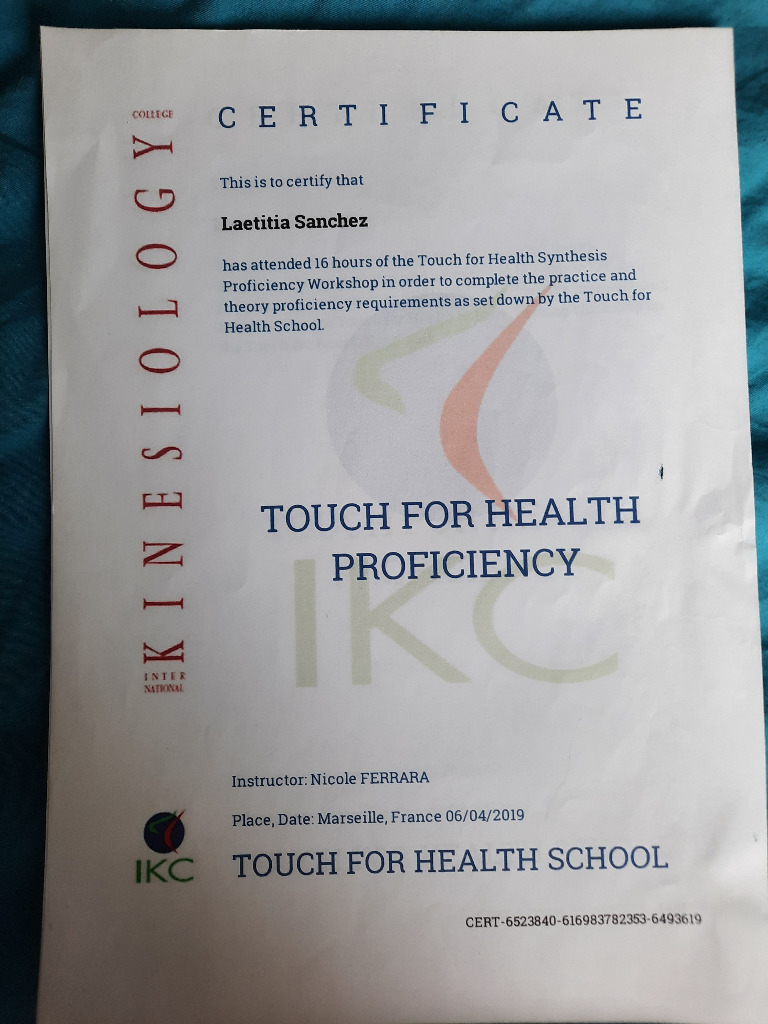 COLLEGE
KINESIOLOGY
INTER
NATIONAL
CERTIFICATE
This is to certify that
Laetitia Sanchez
has attended 16 hours of the Touch for Health Synthesis
Proficiency Workshop in order to complete the practice and
theory proficiency requirements as set down by the Touch for
Health School.
TOUCH FOR HEALTH
PROFICIENCY
IKC
Instructor: Nicole FERRARA
Place, Date: Marseille, France 06/04/2019
IKC
TOUCH FOR HEALTH SCHOOL
CERT-6523840-616983782353-6493619